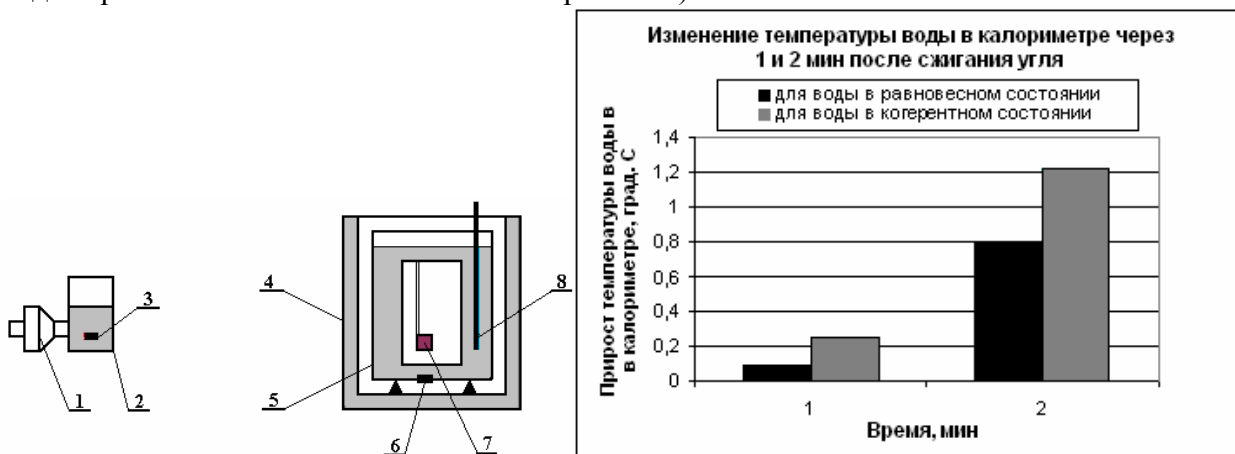 Изменение температуры воды в калориметре через
1 и 2 мин после сжигания угля
для воды в равновесном состоянии
для воды в когерентном состоянии
Прирост температуры воды в
в калориметре, град. С
1,4
1,2
1
0,8
0,6
0,4
0,2
0
1
2
Время, мин
1
2
3
4
5
6
7
8